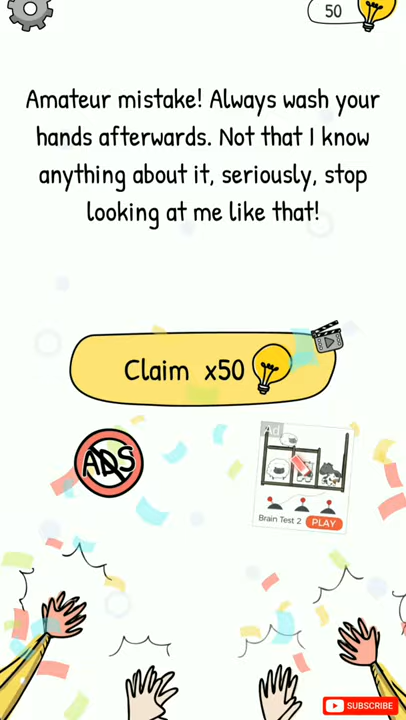 50
Amateur mistake! Always wash your
hands afterwards. Not that I know
anything about it, seriously, stop
looking at me like that!
Claim x50
ADS
Ad
Brain Test 2 PLAY
SUBSCRIBE